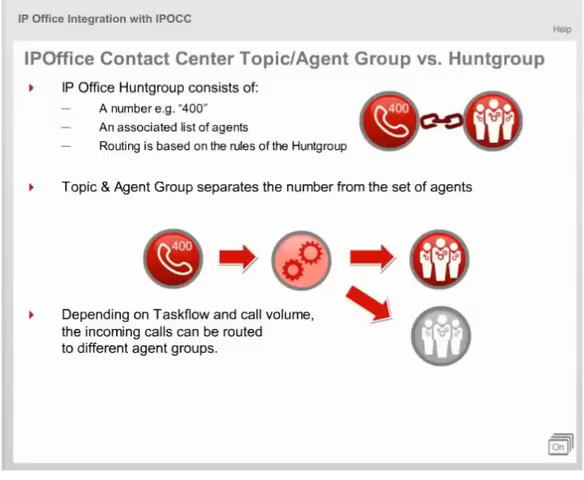 IP Office Integration with IPOCC
Help
IPOffice Contact Center Topic/Agent Group vs. Huntgroup
IP Office Huntgroup consists of:
— A number e.g. “400”
— An associated list of agents
— Routing is based on the rules of the Huntgroup
400
Topic & Agent Group separates the number from the set of agents
400
Depending on Taskflow and call volume,
the incoming calls can be routed
to different agent groups.
On